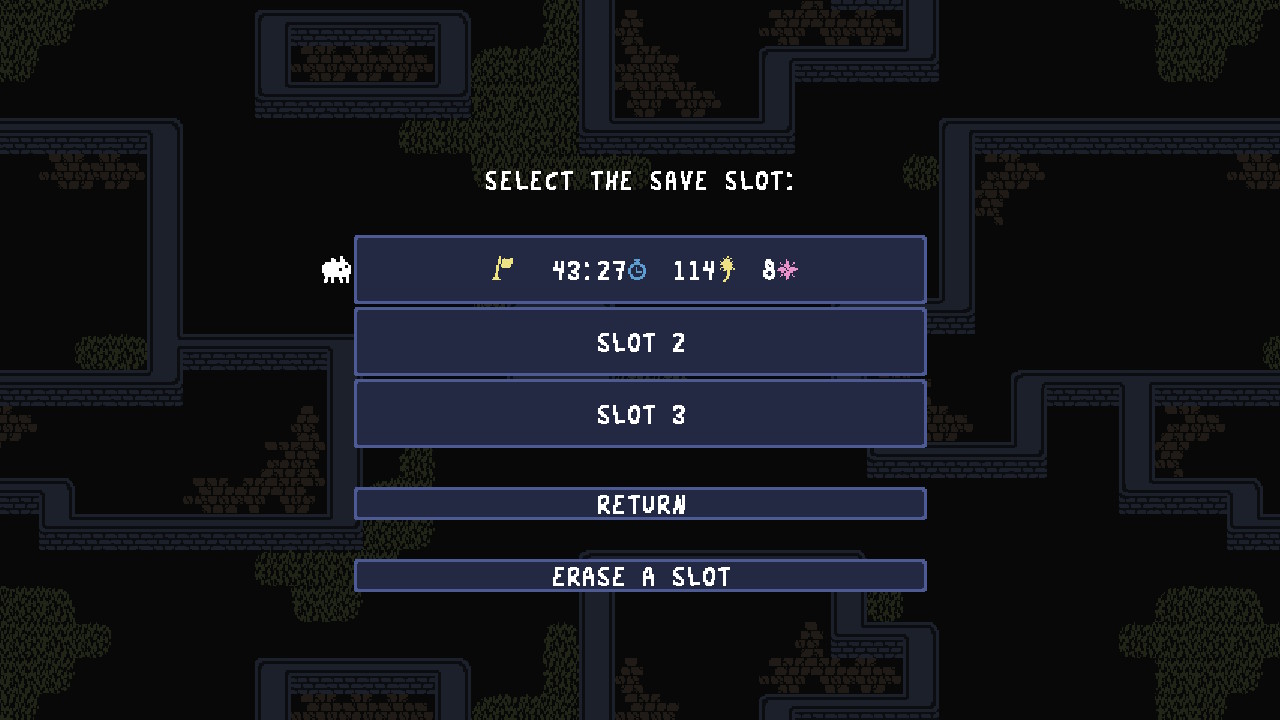 SELECT THE SAVE SLOT:
43:27 114 8
SLOT 2
SLOT 3
RETURN
ERASE A SLOT